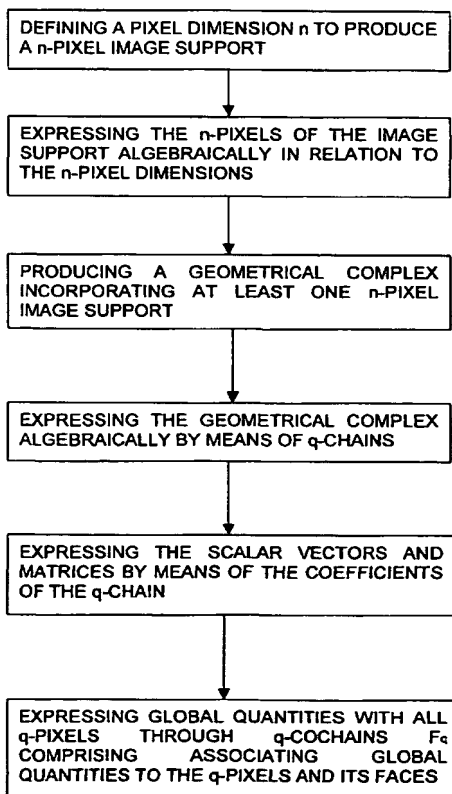 DEFINING A PIXEL DIMENSION n TO PRODUCE
A n-PIXEL IMAGE SUPPORT
EXPRESSING THE n-PIXELS OF THE IMAGE
SUPPORT ALGEBRAICALLY IN RELATION TO
THE n-PIXEL DIMENSIONS
PRODUCING A GEOMETRICAL COMPLEX
INCORPORATING AT LEAST ONE n-PIXEL
IMAGE SUPPORT
EXPRESSING THE GEOMETRICAL COMPLEX
ALGEBRAICALLY BY MEANS OF q-CHAINS
EXPRESSING THE SCALAR VECTORS AND
MATRICES BY MEANS OF THE COEFFICIENTS
OF THE q-CHAIN
EXPRESSING GLOBAL QUANTITIES WITH ALL
q-PIXELS THROUGH q-COCHAINS Fq
COMPRISING ASSOCIATING GLOBAL
QUANTITIES TO THE q-PIXELS AND ITS FACES